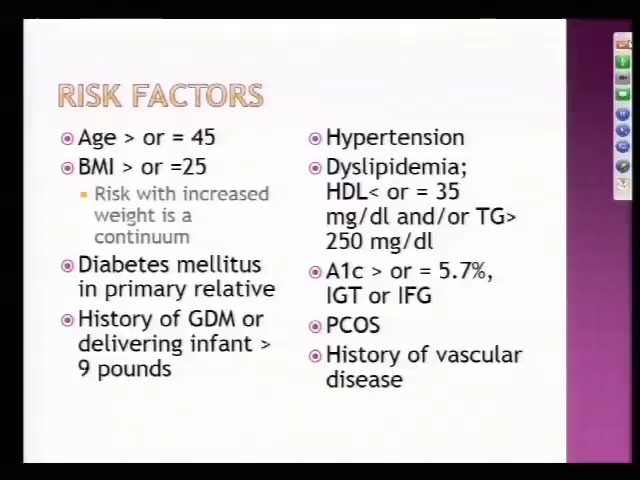 RISK FACTORS
Age > or = 45
BMI > or =25
Risk with increased
weight is a
continuum
Diabetes mellitus
in primary relative
History of GDM or
delivering infant >
9 pounds
Hypertension
Dyslipidemia;
HDL< or = 35
mg/dl and/or TG>
250 mg/dl
A1c > or = 5.7%,
IGT or IFG
PCOS
History of vascular
disease